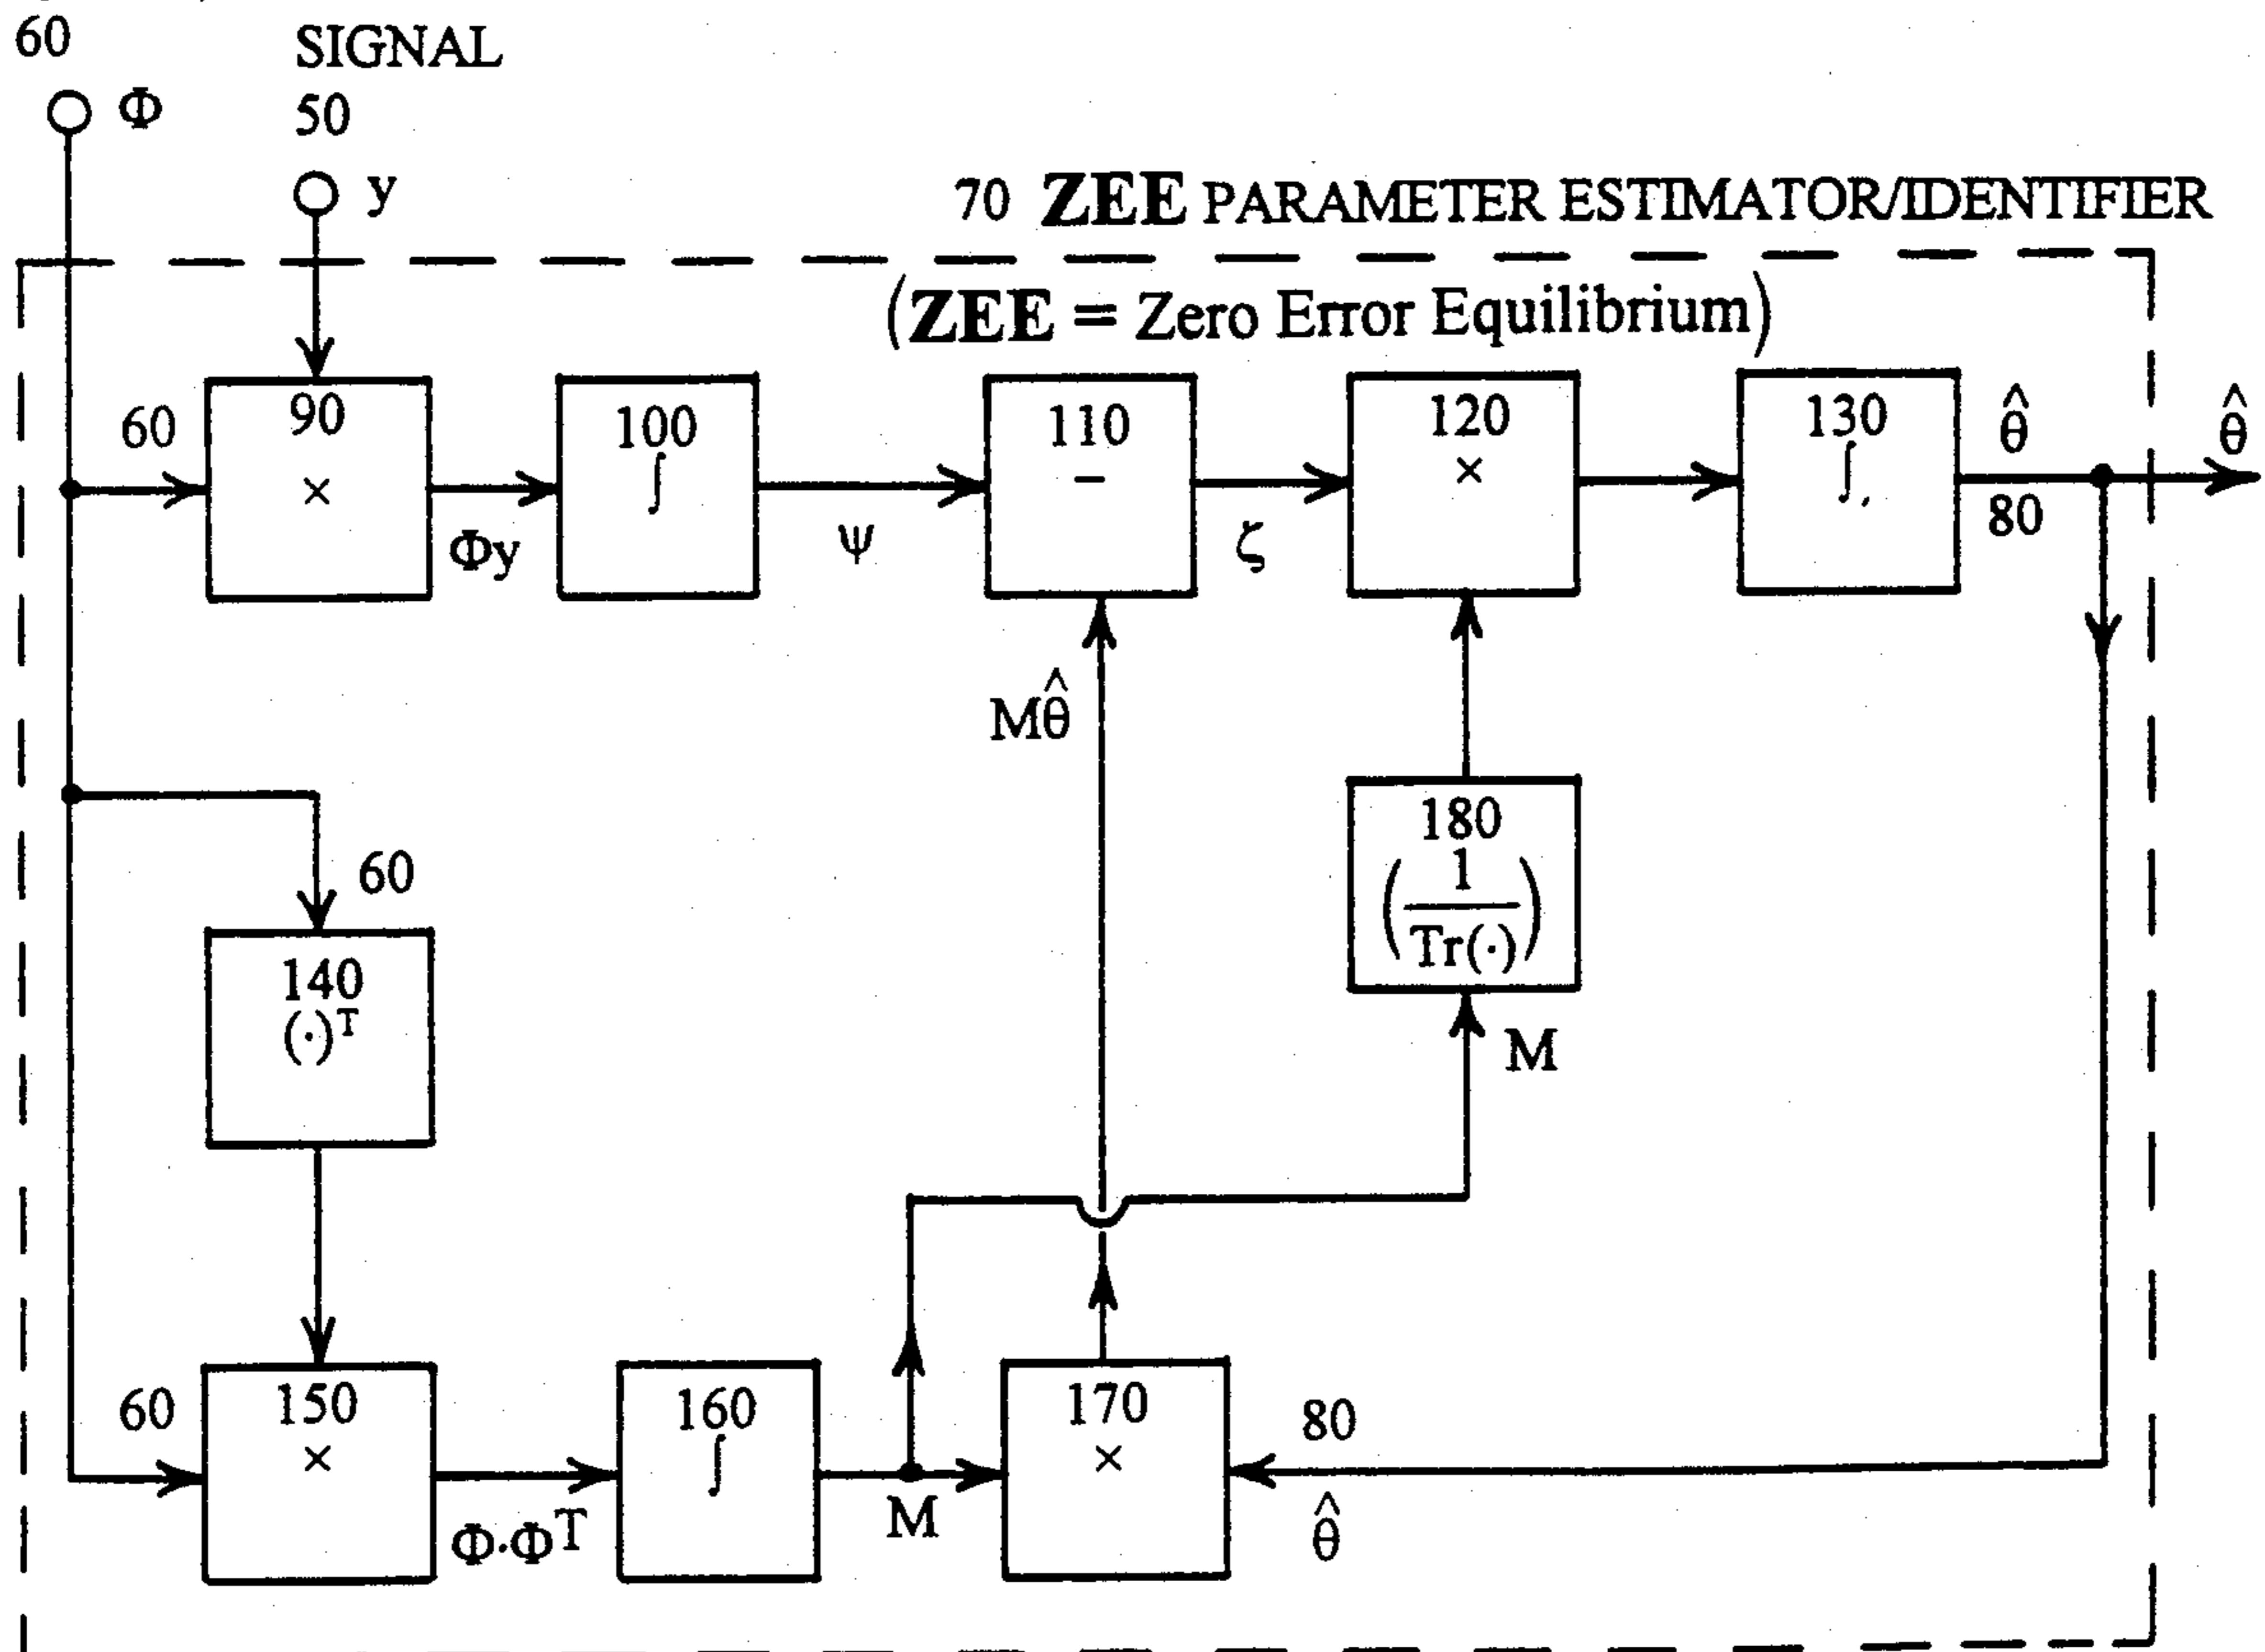 60
Φ
SIGNAL
50
y
70 ZEE PARAMETER ESTIMATOR/IDENTIFIER
(ZEE = Zero Error Equilibrium)
60
90
×
Φy
100
∫
ψ
110
−
ζ
120
×
130
∫
θ̂
80
θ̂
Mθ̂
180
(1/Tr(·))
M
60
140
(·)ᵀ
60
150
×
Φ·Φᵀ
160
∫
M
170
×
80
θ̂